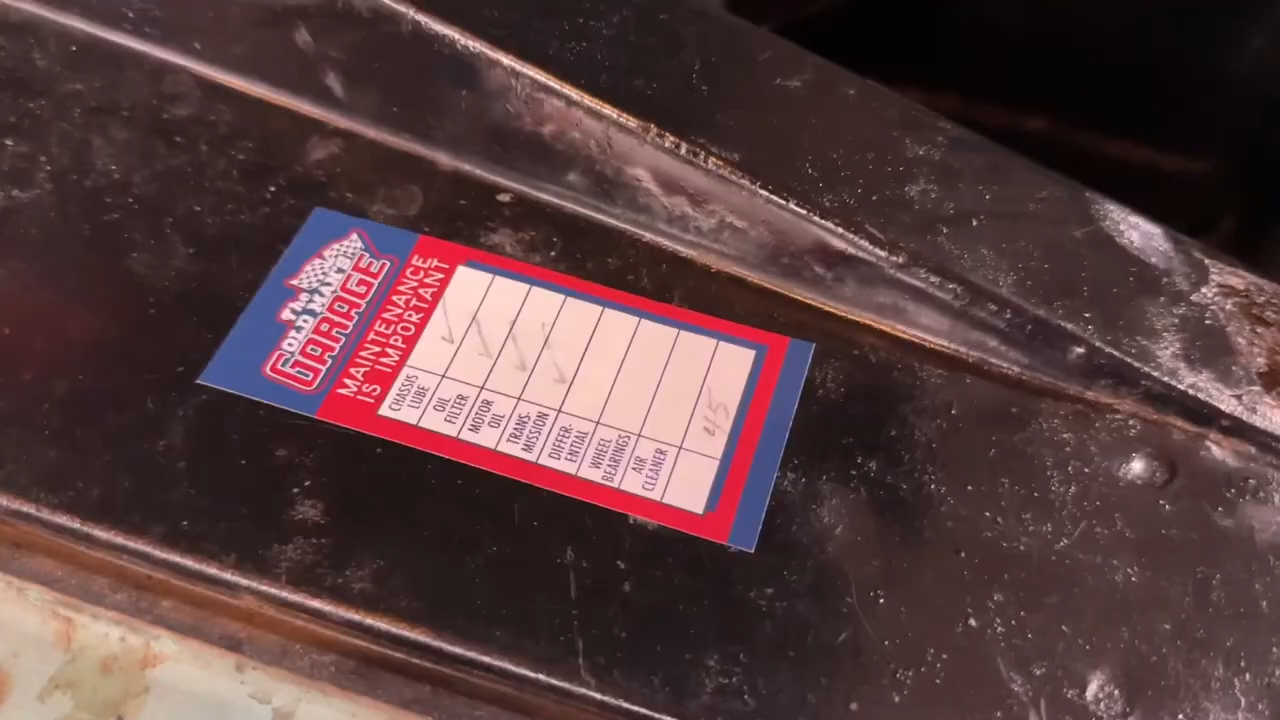 The
OLD MAN'S
GARAGE
MAINTENANCE
IS IMPORTANT
CHASSIS
LUBE
OIL
FILTER
MOTOR
OIL
TRANS-
MISSION
DIFFER-
ENTIAL
WHEEL
BEARINGS
AIR
CLEANER
45